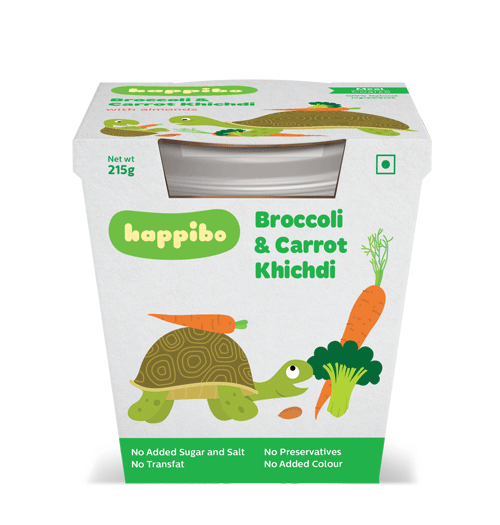 happibo
Broccoli &
Carrot Khichdi
with almonds
Meal
Net wt
215g
happibo
Broccoli
& Carrot
Khichdi
No Added Sugar and Salt
No Transfat
No Preservatives
No Added Colour